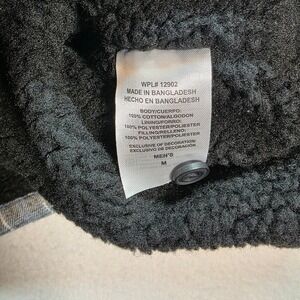 WPL# 12902
MADE IN BANGLADESH
HECHO EN BANGLADESH
BODY/CUERPO:
100% COTTON/ALGODON
LINING/FORRO:
100% POLYESTER/POLIESTER
FILLING/RELLENO:
100% POLYESTER/POLIESTER
EXCLUSIVE OF DECORATION
EXCLUSIVO DE DECORACIÓN
MEN'S
M